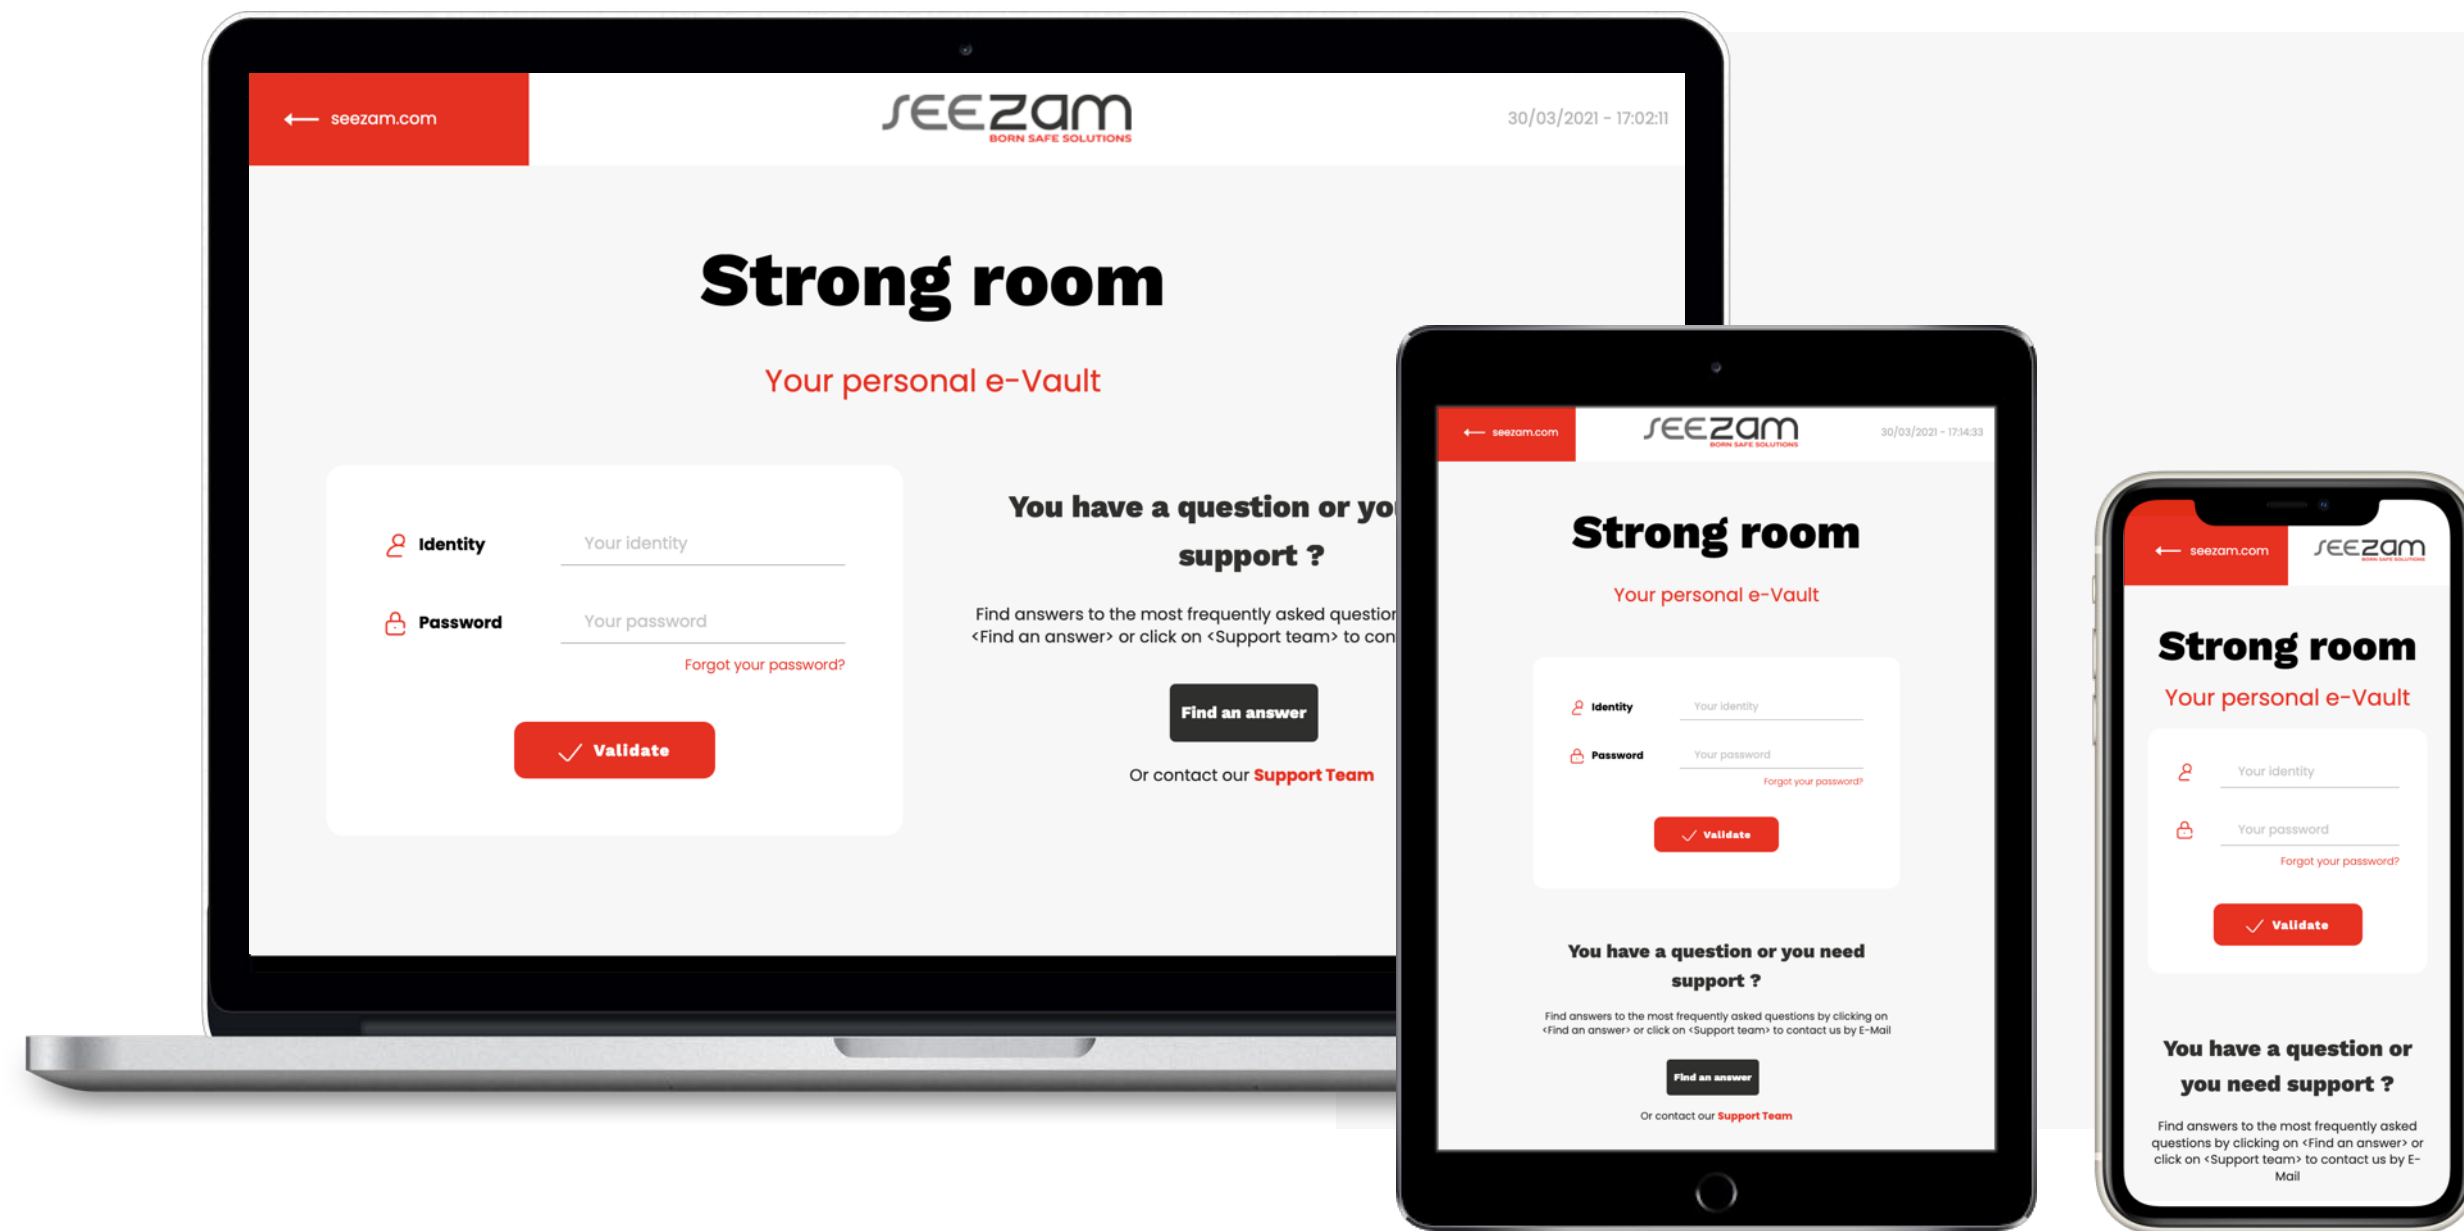 ← seezam.com
SEEzam
BORN SAFE SOLUTIONS
30/03/2021 - 17:02:11
Strong room
Your personal e-Vault
Identity
Your identity
Password
Your password
Forgot your password?
Validate
You have a question or yo
support ?
Find answers to the most frequently asked question
<Find an answer> or click on <Support team> to con
Find an answer
Or contact our Support Team
← seezam.com
SEEzam
BORN SAFE SOLUTIONS
30/03/2021 - 17:14:33
Strong room
Your personal e-Vault
Identity
Your identity
Password
Your password
Forgot your password?
Validate
You have a question or you need
support ?
Find answers to the most frequently asked questions by clicking on
<Find an answer> or click on <Support team> to contact us by E-Mail
Find an answer
Or contact our Support Team
← seezam.com
SEEzam
BORN SAFE SOLUTIONS
Strong room
Your personal e-Vault
Your identity
Your password
Forgot your password?
Validate
You have a question or
you need support ?
Find answers to the most frequently asked
questions by clicking on <Find an answer> or
click on <Support team> to contact us by E-
Mail